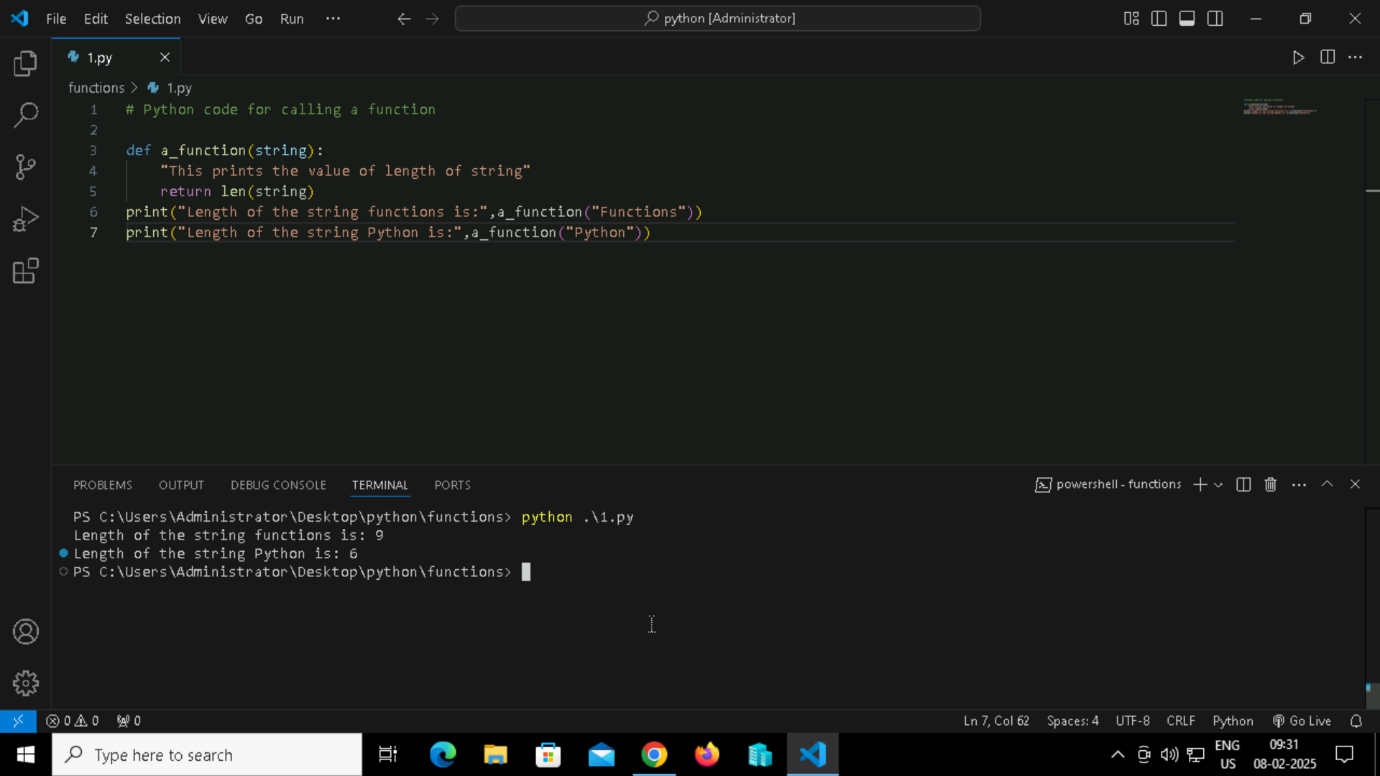 File Edit Selection View Go Run ··· python [Administrator]
1.py
functions > 1.py
1 # Python code for calling a function
2
3 def a_function(string):
4 "This prints the value of length of string"
5 return len(string)
6 print("Length of the string functions is:",a_function("Functions"))
7 print("Length of the string Python is:",a_function("Python"))
PROBLEMS OUTPUT DEBUG CONSOLE TERMINAL PORTS powershell - functions
PS C:\Users\Administrator\Desktop\python\functions> python .\1.py
Length of the string functions is: 9
Length of the string Python is: 6
PS C:\Users\Administrator\Desktop\python\functions>
0 0 0 Ln 7, Col 62 Spaces: 4 UTF-8 CRLF Python Go Live
Type here to search
ENG 09:31
US 08-02-2025